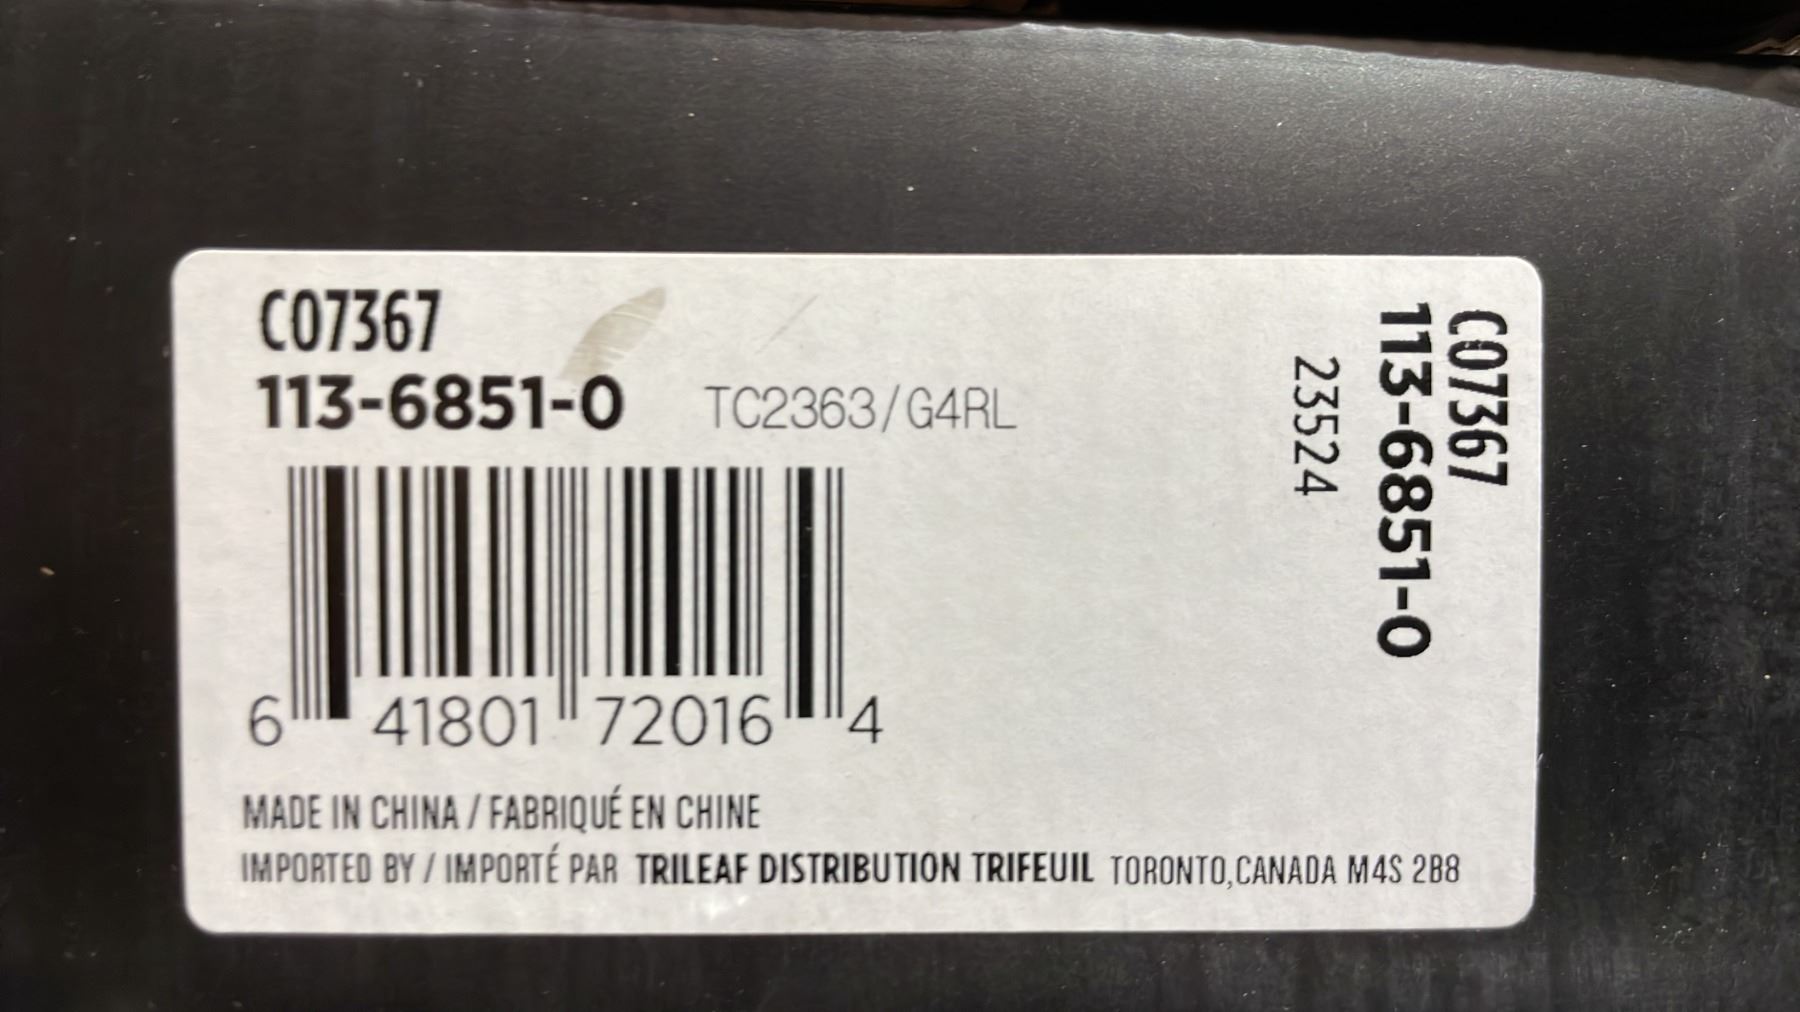 C07367
113-6851-0 TC2363/G4RL
6 41801 72016 4
MADE IN CHINA / FABRIQUÉ EN CHINE
IMPORTED BY / IMPORTÉ PAR TRILEAF DISTRIBUTION TRIFEUIL TORONTO,CANADA M4S 2B8
C07367
113-6851-0
23524